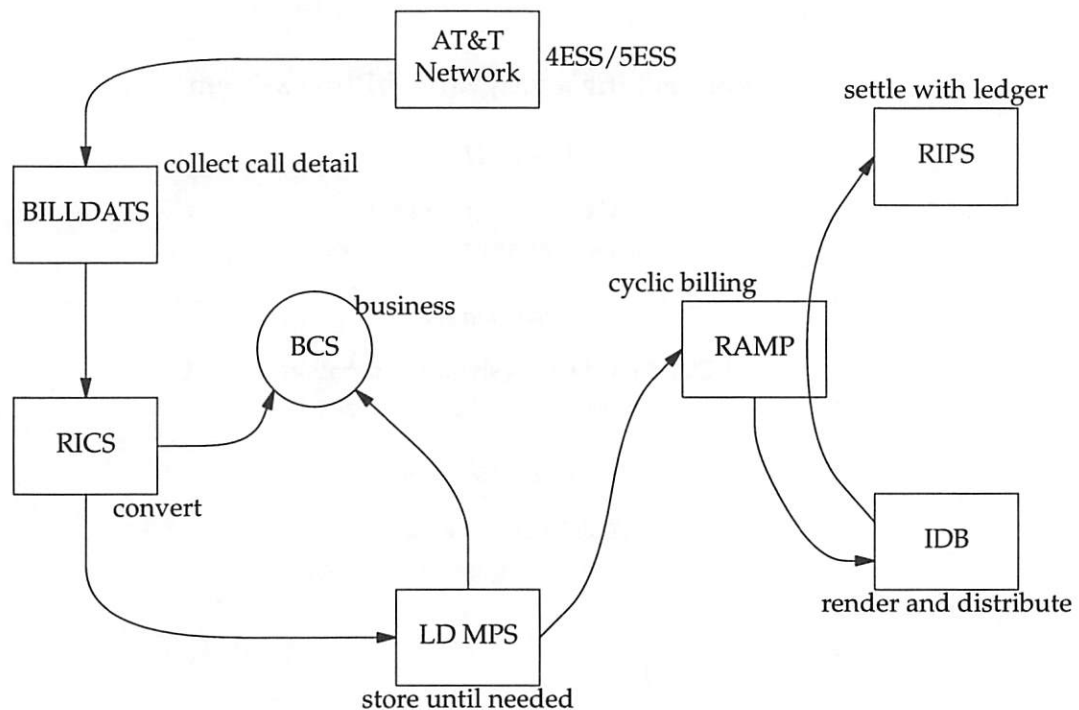 AT&T
Network
4ESS/5ESS
settle with ledger
RIPS
collect call detail
BILLDATS
cyclic billing
business
BCS
RAMP
RICS
convert
IDB
render and distribute
LD MPS
store until needed